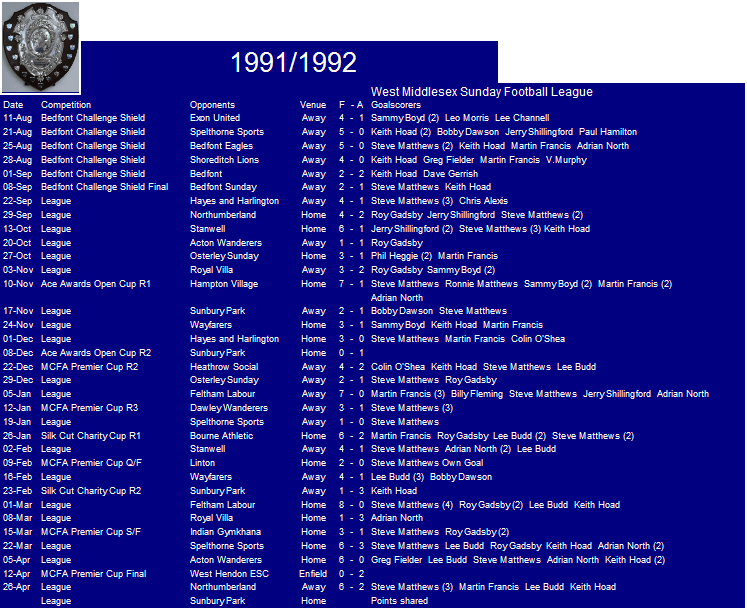 1991/1992
West Middlesex Sunday Football League
Date Competition Opponents Venue F - A Goalscorers
11-Aug Bedfont Challenge Shield Exon United Away 4 - 1 Sammy Boyd (2) Leo Morris Lee Channell
21-Aug Bedfont Challenge Shield Spelthorne Sports Away 5 - 0 Keith Hoad (2) Bobby Dawson Jerry Shillingford Paul Hamilton
25-Aug Bedfont Challenge Shield Bedfont Eagles Away 5 - 0 Steve Matthews (2) Keith Hoad Martin Francis Adrian North
28-Aug Bedfont Challenge Shield Shoreditch Lions Away 4 - 0 Keith Hoad Greg Fielder Martin Francis V.Murphy
01-Sep Bedfont Challenge Shield Bedfont Away 2 - 2 Keith Hoad Dave Gerrish
08-Sep Bedfont Challenge Shield Final Bedfont Sunday Away 2 - 1 Steve Matthews Keith Hoad
22-Sep League Hayes and Harlington Away 4 - 1 Steve Matthews (3) Chris Alexis
29-Sep League Northumberland Home 4 - 2 Roy Gadsby Jerry Shillingford Steve Matthews (2)
13-Oct League Stanwell Home 6 - 1 Jerry Shillingford (2) Steve Matthews (3) Keith Hoad
20-Oct League Acton Wanderers Away 1 - 1 Roy Gadsby
27-Oct League Osterley Sunday Home 3 - 1 Phil Heggie (2) Martin Francis
03-Nov League Royal Villa Away 3 - 2 Roy Gadsby Sammy Boyd (2)
10-Nov Ace Awards Open Cup R1 Hampton Village Home 7 - 1 Steve Matthews Ronnie Matthews Sammy Boyd (2) Martin Francis (2)
Adrian North
17-Nov League Sunbury Park Away 2 - 1 Bobby Dawson Steve Matthews
24-Nov League Wayfarers Home 3 - 1 Sammy Boyd Keith Hoad Martin Francis
01-Dec League Hayes and Harlington Home 3 - 0 Steve Matthews Martin Francis Colin O'Shea
08-Dec Ace Awards Open Cup R2 Sunbury Park Home 0 - 1
22-Dec MCFA Premier Cup R2 Heathrow Social Away 4 - 2 Colin O'Shea Keith Hoad Steve Matthews Lee Budd
29-Dec League Osterley Sunday Away 2 - 1 Steve Matthews Roy Gadsby
05-Jan League Feltham Labour Away 7 - 0 Martin Francis (3) Billy Fleming Steve Matthews Jerry Shillingford Adrian North
12-Jan MCFA Premier Cup R3 Dawley Wanderers Away 3 - 1 Steve Matthews (3)
19-Jan League Spelthorne Sports Away 1 - 0 Steve Matthews
26-Jan Silk Cut Charity Cup R1 Bourne Athletic Home 6 - 2 Martin Francis Roy Gadsby Lee Budd (2) Steve Matthews (2)
02-Feb League Stanwell Away 4 - 1 Steve Matthews Adrian North (2) Lee Budd
09-Feb MCFA Premier Cup Q/F Linton Home 2 - 0 Steve Matthews Own Goal
16-Feb League Wayfarers Away 4 - 1 Lee Budd (3) Bobby Dawson
23-Feb Silk Cut Charity Cup R2 Sunbury Park Away 1 - 3 Keith Hoad
01-Mar League Feltham Labour Home 8 - 0 Steve Matthews (4) Roy Gadsby (2) Lee Budd Keith Hoad
08-Mar League Royal Villa Home 1 - 3 Adrian North
15-Mar MCFA Premier Cup S/F Indian Gymkhana Home 3 - 1 Steve Matthews Roy Gadsby (2)
22-Mar League Spelthorne Sports Home 6 - 3 Steve Matthews Lee Budd Roy Gadsby Keith Hoad Adrian North (2)
05-Apr League Acton Wanderers Home 6 - 0 Greg Fielder Lee Budd Steve Matthews Adrian North Keith Hoad (2)
12-Apr MCFA Premier Cup Final West Hendon ESC Enfield 0 - 2
26-Apr League Northumberland Away 6 - 2 Steve Matthews (3) Martin Francis Lee Budd Keith Hoad
League Sunbury Park Home Points shared